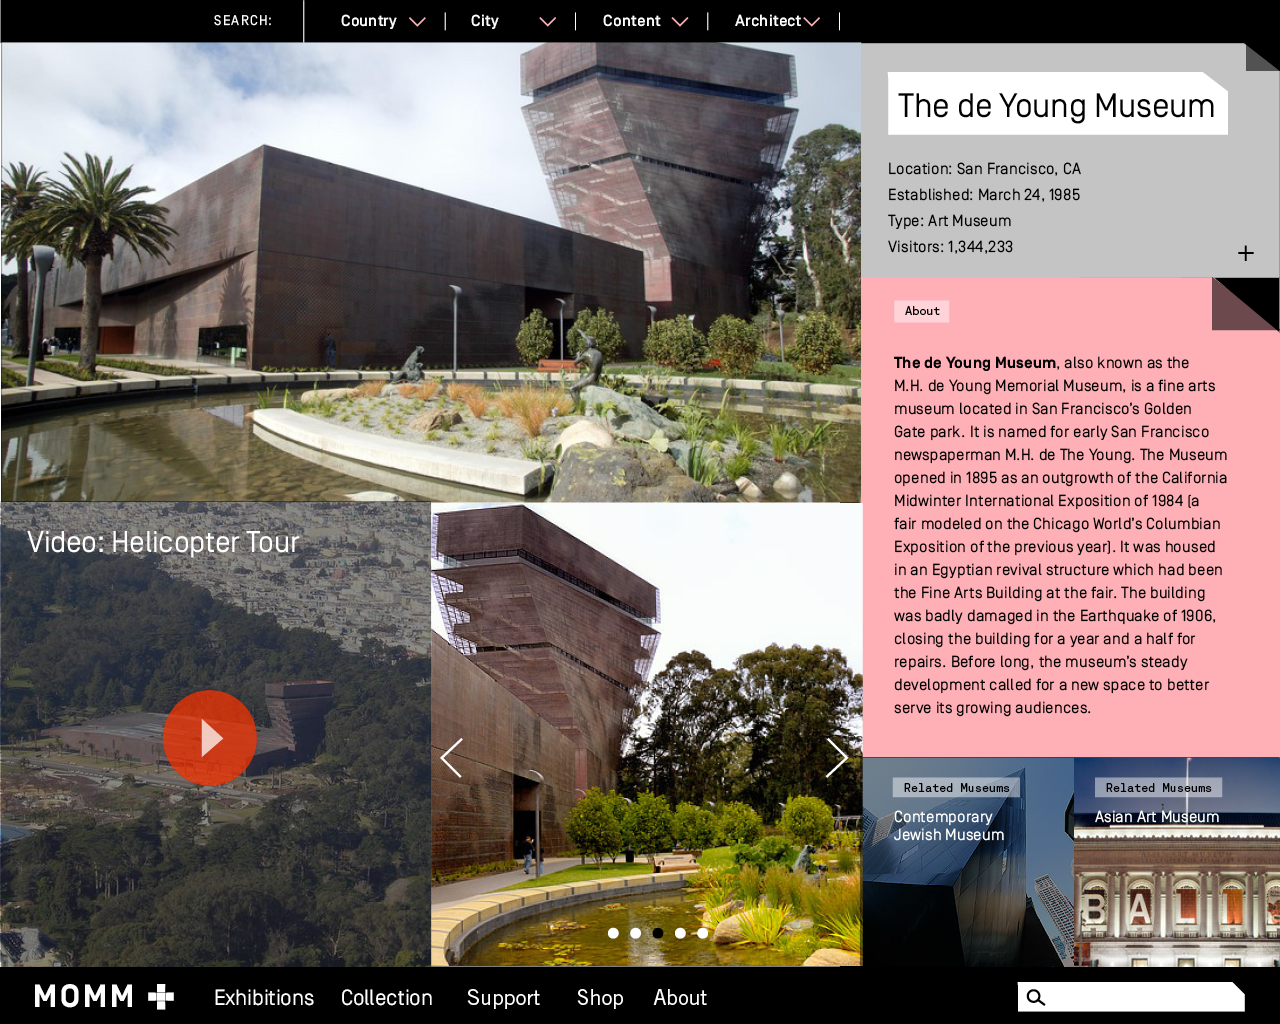 SEARCH:
Country
City
Content
Architect
The de Young Museum
Location: San Francisco, CA
Established: March 24, 1985
Type: Art Museum
Visitors: 1,344,233
+
About
The de Young Museum, also known as the
M.H. de Young Memorial Museum, is a fine arts
museum located in San Francisco's Golden
Gate park. It is named for early San Francisco
newspaperman M.H. de The Young. The Museum
opened in 1895 as an outgrowth of the California
Midwinter International Exposition of 1984 (a
fair modeled on the Chicago World's Columbian
Exposition of the previous year). It was housed
in an Egyptian revival structure which had been
the Fine Arts Building at the fair. The building
was badly damaged in the Earthquake of 1906,
closing the building for a year and a half for
repairs. Before long, the museum's steady
development called for a new space to better
serve its growing audiences.
Video: Helicopter Tour
Related Museums
Contemporary
Jewish Museum
Related Museums
Asian Art Museum
BALI
MOMM
Exhibitions
Collection
Support
Shop
About